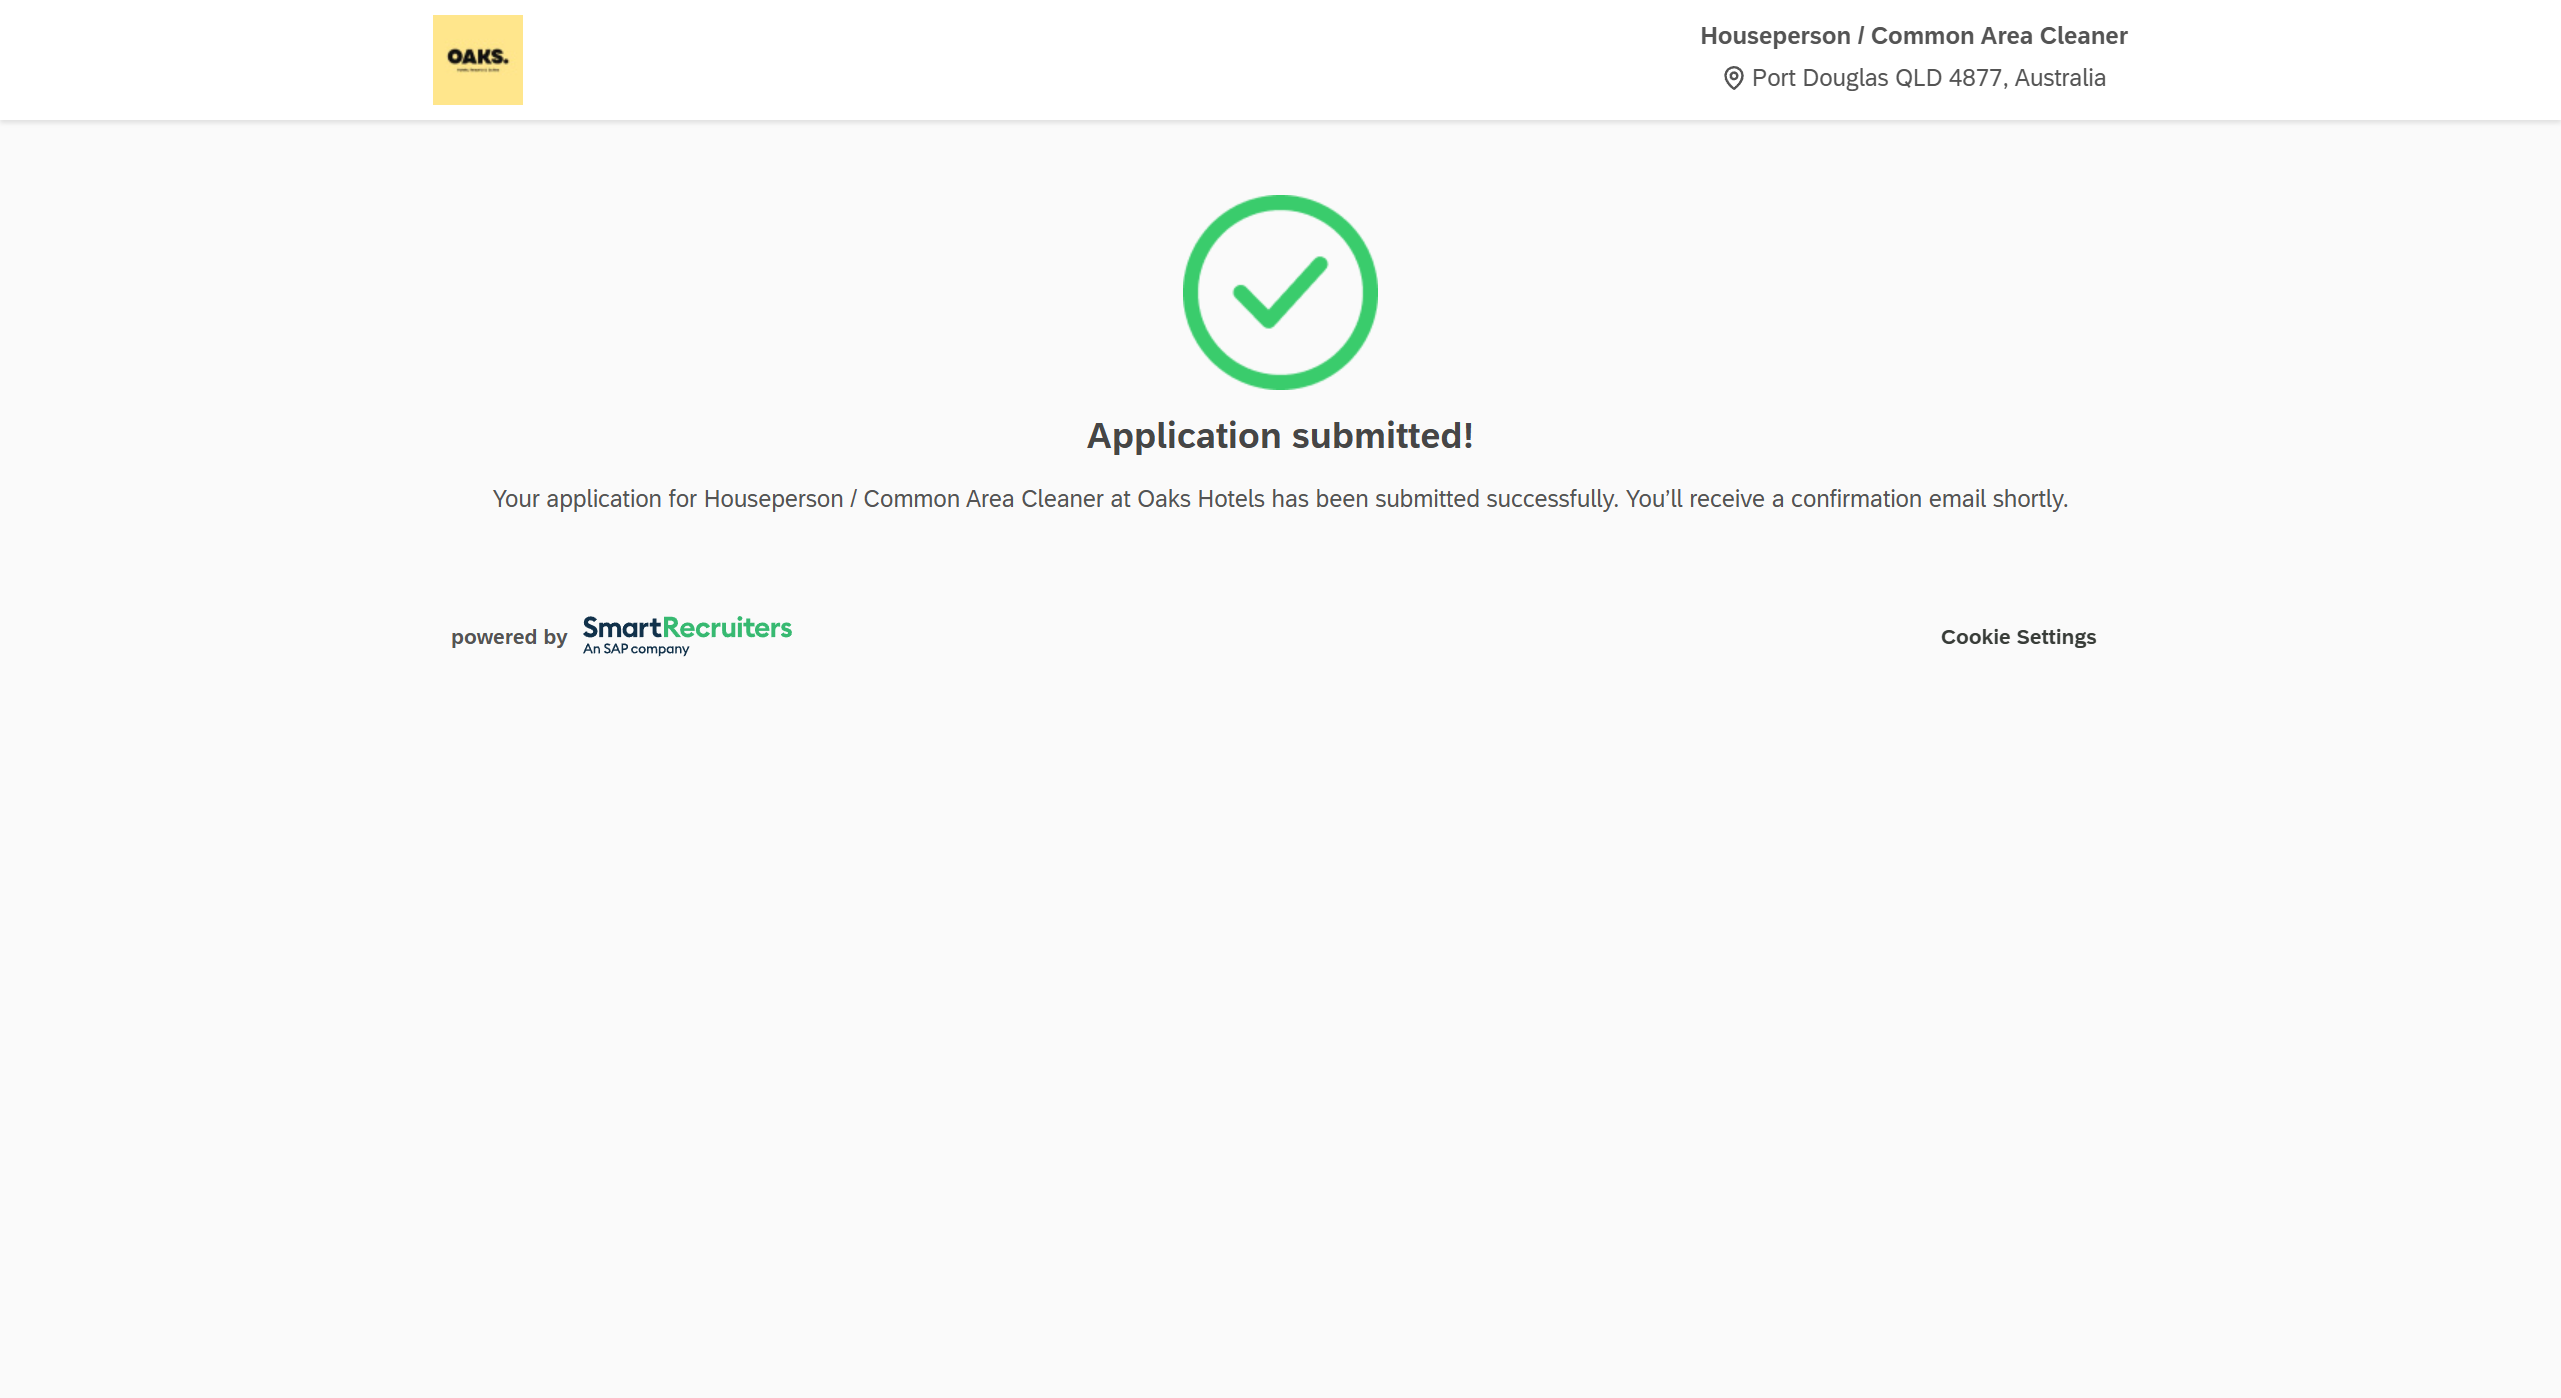 OAKS.
Houseperson / Common Area Cleaner
Port Douglas QLD 4877, Australia
Application submitted!
Your application for Houseperson / Common Area Cleaner at Oaks Hotels has been submitted successfully. You’ll receive a confirmation email shortly.
powered by SmartRecruiters
An SAP company
Cookie Settings